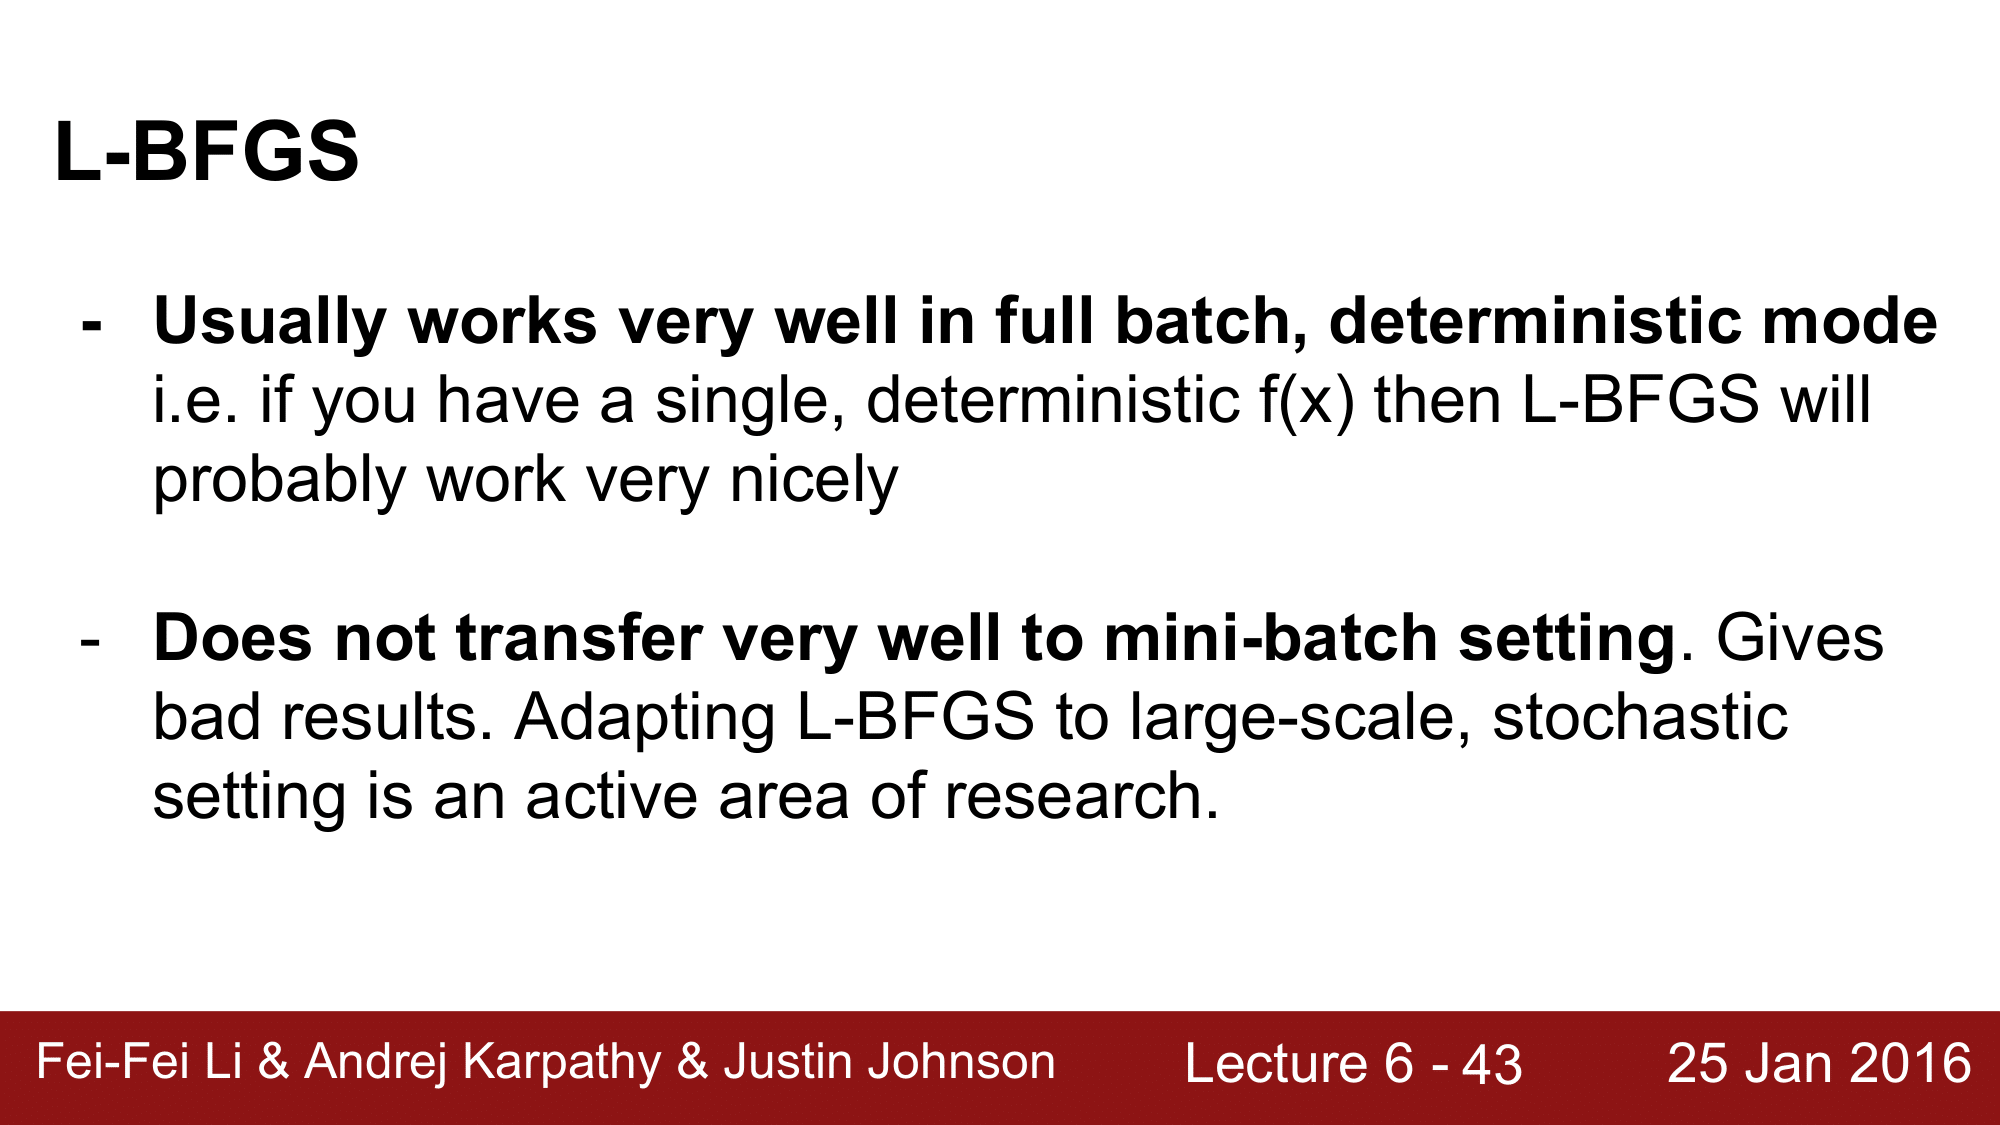 L-BFGS
- Usually works very well in full batch, deterministic mode
i.e. if you have a single, deterministic f(x) then L-BFGS will
probably work very nicely
- Does not transfer very well to mini-batch setting. Gives
bad results. Adapting L-BFGS to large-scale, stochastic
setting is an active area of research.
Fei-Fei Li & Andrej Karpathy & Justin Johnson Lecture 6 - 43 25 Jan 2016